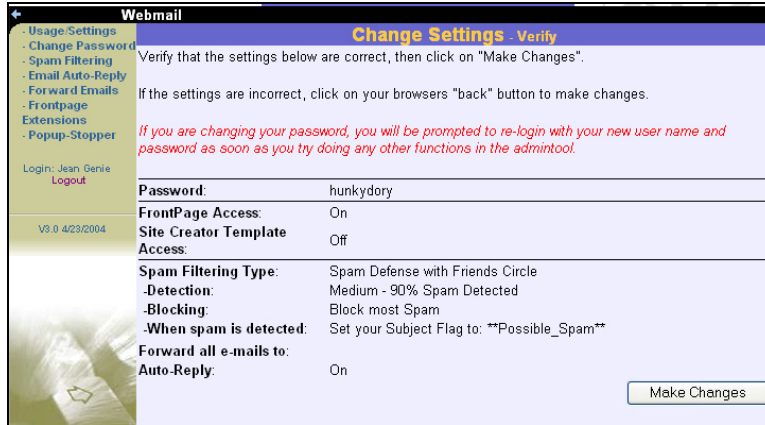 Webmail
- Usage/Settings
- Change Password
- Spam Filtering
- Email Auto-Reply
- Forward Emails
- Frontpage
Extensions
- Popup-Stopper
Login: Jean Genie
Logout
V3.0 4/23/2004
Change Settings - Verify
Verify that the settings below are correct, then click on "Make Changes".
If the settings are incorrect, click on your browsers "back" button to make changes.
If you are changing your password, you will be prompted to re-login with your new user name and
password as soon as you try doing any other functions in the admintool.
Password: hunkydory
FrontPage Access: On
Site Creator Template
Access: Off
Spam Filtering Type: Spam Defense with Friends Circle
-Detection: Medium - 90% Spam Detected
-Blocking: Block most Spam
-When spam is detected: Set your Subject Flag to: **Possible_Spam**
Forward all e-mails to:
Auto-Reply: On
Make Changes